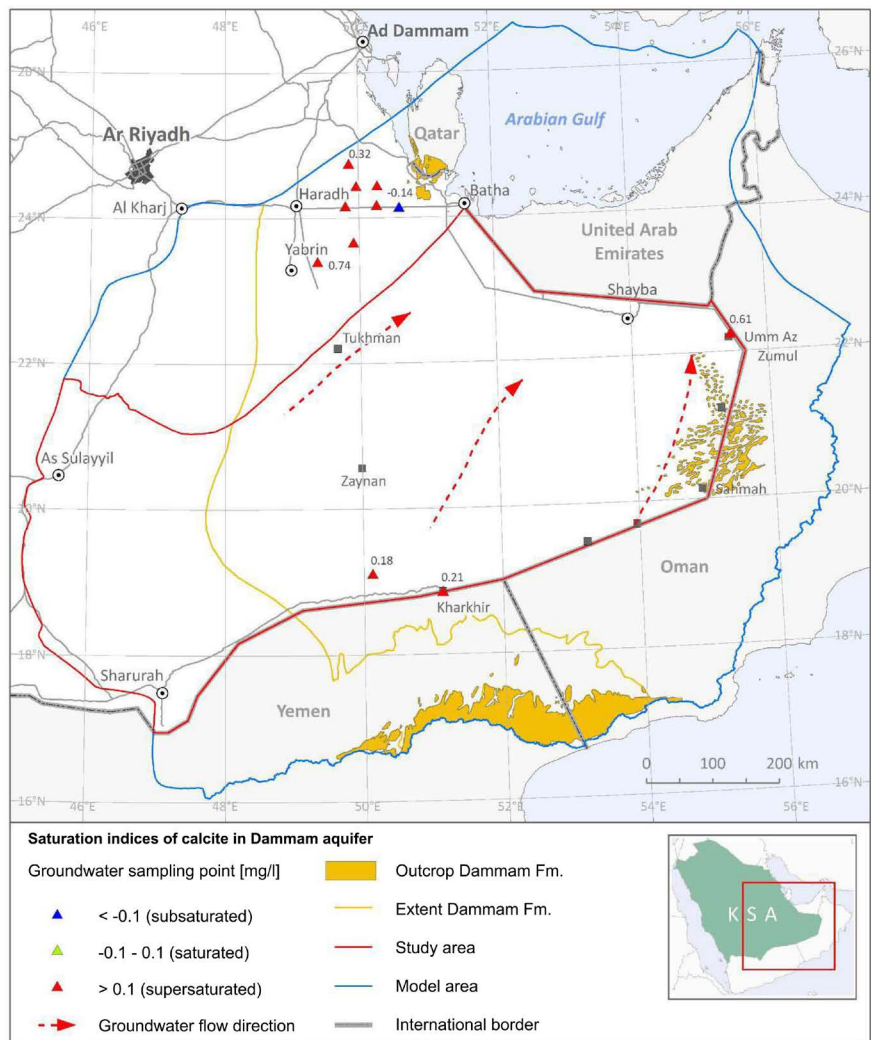 46°E
48°E
50°E
52°E
54°E
56°E
Ad Dammam
26°N
26°N
Ar Riyadh
Qatar
Arabian Gulf
0.32
Haradh
-0.14
Batha
Al Kharj
24°N
24°N
United Arab
Emirates
Yabrin
0.74
Shayba
0.61
Umm Az
Zumul
Tukhman
22°N
22°N
As Sulayyil
Zaynan
Sahmah
20°N
20°N
0.18
0.21
Kharkhir
Oman
18°N
18°N
Sharurah
Yemen
0 100 200 km
16°N
16°N
46°E
48°E
50°E
52°E
54°E
56°E
Saturation indices of calcite in Dammam aquifer
Groundwater sampling point [mg/l]
< -0.1 (subsaturated)
-0.1 - 0.1 (saturated)
> 0.1 (supersaturated)
Groundwater flow direction
Outcrop Dammam Fm.
Extent Dammam Fm.
Study area
Model area
International border
K S A